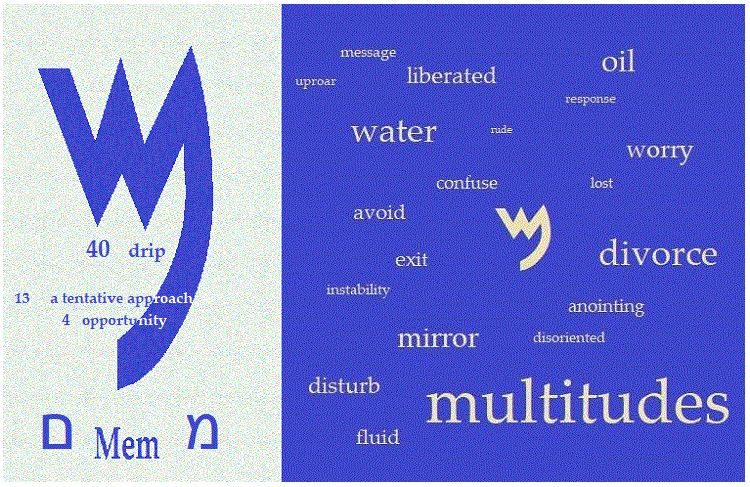 40 drip
13 a tentative approach
4 opportunity
ם Mem מ
message
uproar
liberated
oil
response
water
rude
worry
confuse
lost
avoid
divorce
exit
instability
anointing
mirror
disoriented
disturb
multitudes
fluid